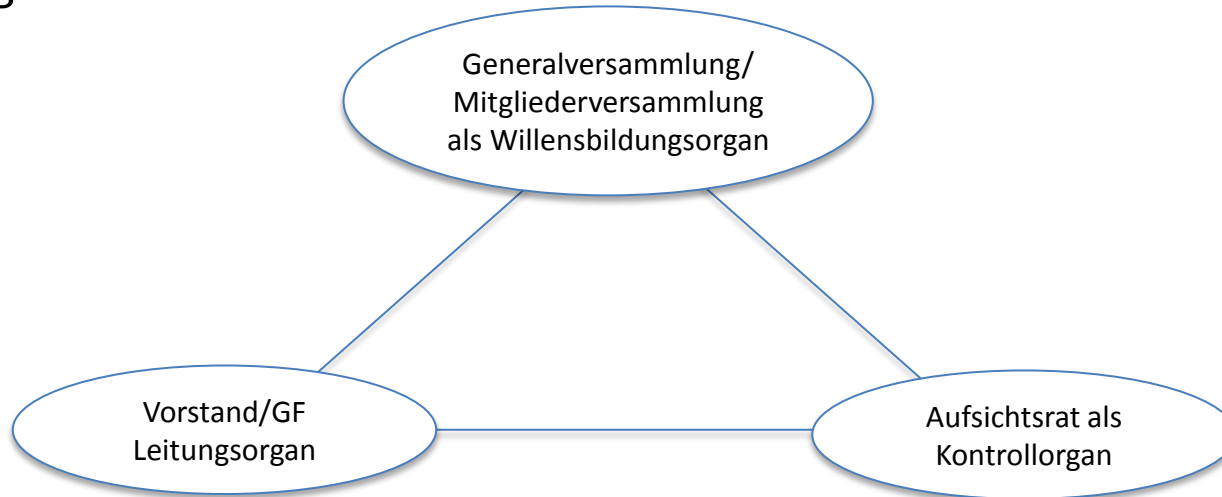 Generalversammlung/
Mitgliederversammlung
als Willensbildungsorgan
Vorstand/GF
Leitungsorgan
Aufsichtsrat als
Kontrollorgan